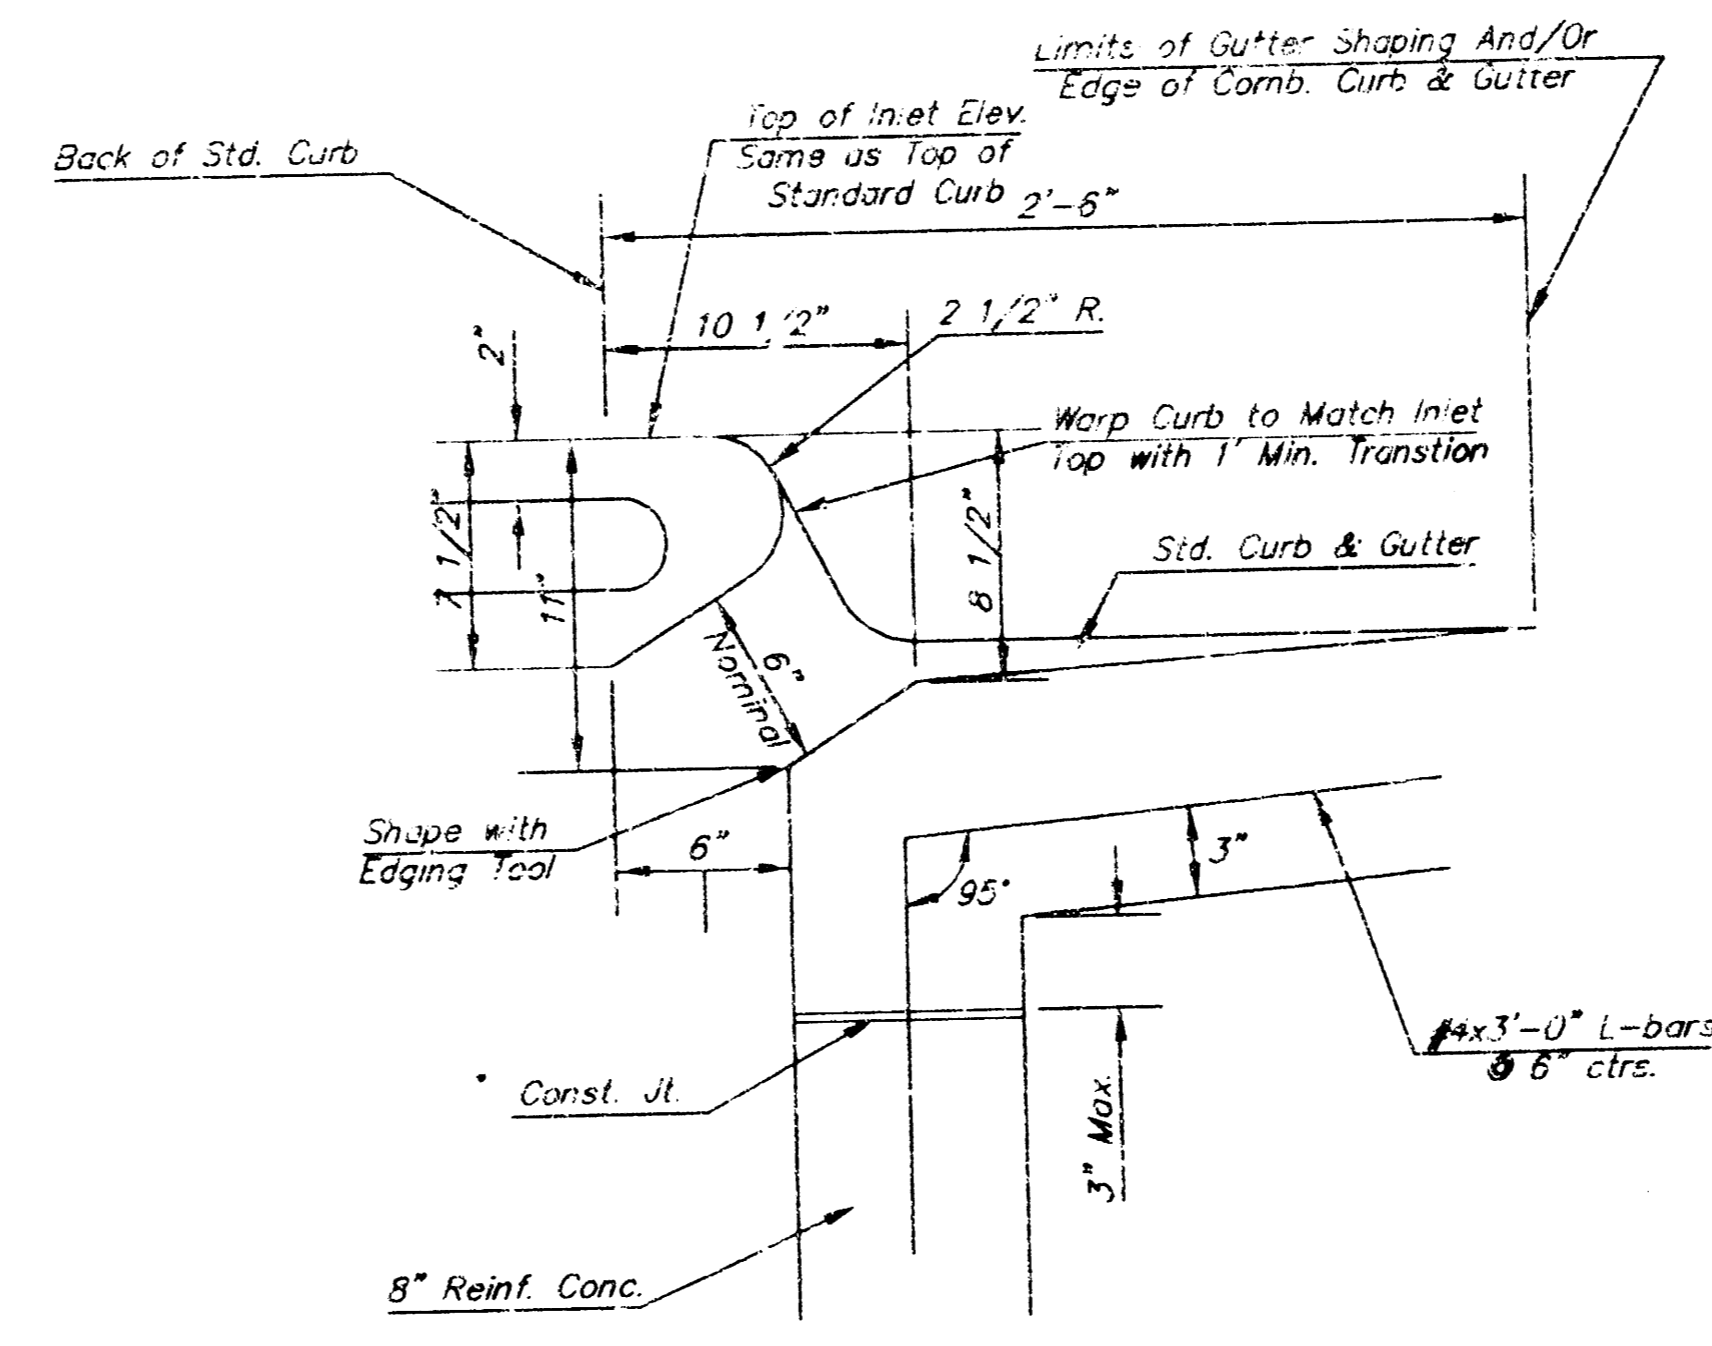 Limits of Gutter Shaping And/Or
Edge of Comb. Curb & Gutter
Top of Inlet Elev.
Same as Top of
Standard Curb
Back of Std. Curb
2'-6"
10 1/2"
2 1/2" R.
2"
Warp Curb to Match Inlet
Top with 1' Min. Transtion
7 1/2"
11"
8 1/2"
Std. Curb & Gutter
6"
Nominal
Shape with
Edging Tool
6"
95°
3"
#4x3'-0" L-bars
@ 6" ctrs.
Const. Jt.
3" Max.
8" Reinf. Conc.